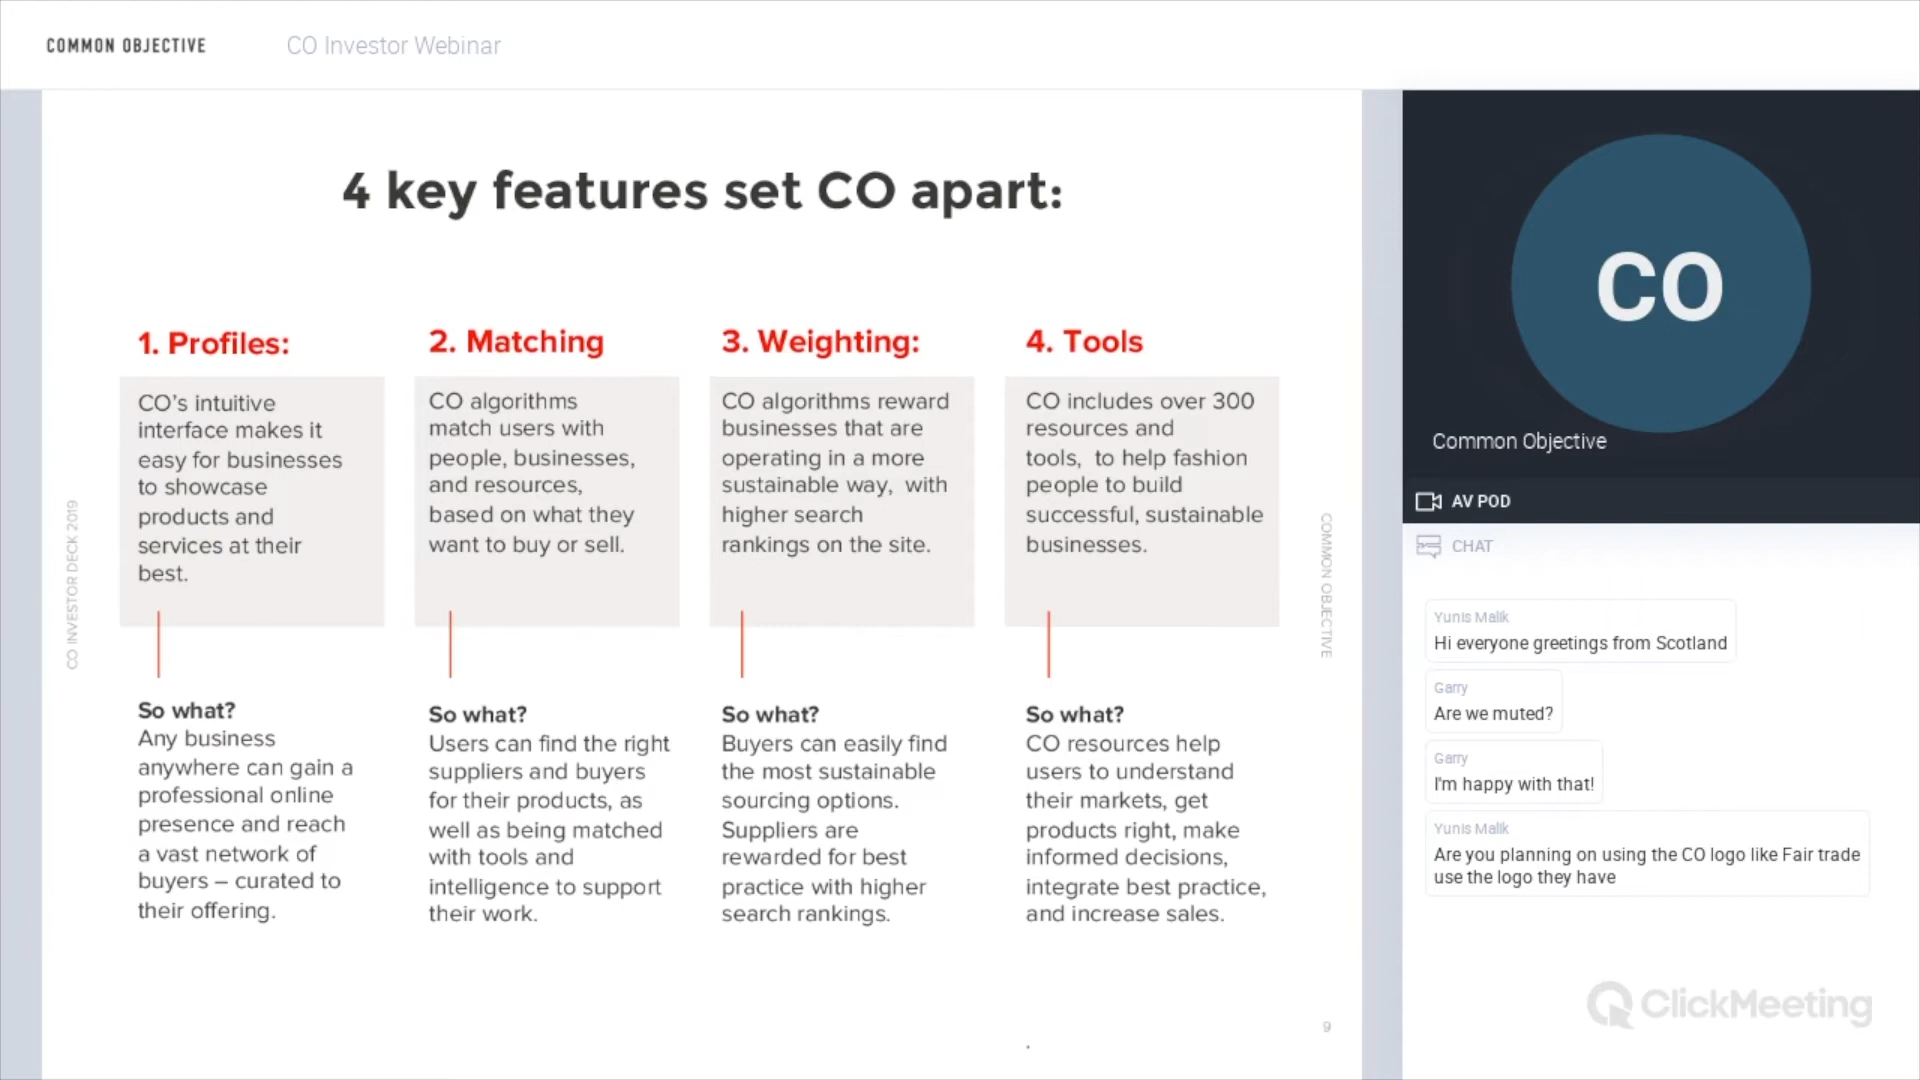 COMMON OBJECTIVE
CO Investor Webinar
4 key features set CO apart:
1. Profiles:
CO's intuitive
interface makes it
easy for businesses
to showcase
products and
services at their
best.
So what?
Any business
anywhere can gain a
professional online
presence and reach
a vast network of
buyers – curated to
their offering.
2. Matching
CO algorithms
match users with
people, businesses,
and resources,
based on what they
want to buy or sell.
So what?
Users can find the right
suppliers and buyers
for their products, as
well as being matched
with tools and
intelligence to support
their work.
3. Weighting:
CO algorithms reward
businesses that are
operating in a more
sustainable way,  with
higher search
rankings on the site.
So what?
Buyers can easily find
the most sustainable
sourcing options.
Suppliers are
rewarded for best
practice with higher
search rankings.
4. Tools
CO includes over 300
resources and
tools,  to help fashion
people to build
successful, sustainable
businesses.
So what?
CO resources help
users to understand
their markets, get
products right, make
informed decisions,
integrate best practice,
and increase sales.
CO INVESTOR DECK 2019
COMMON OBJECTIVE
9
.
CO
Common Objective
AV POD
CHAT
Yunis Malik
Hi everyone greetings from Scotland
Garry
Are we muted?
Garry
I'm happy with that!
Yunis Malik
Are you planning on using the CO logo like Fair trade
use the logo they have
ClickMeeting